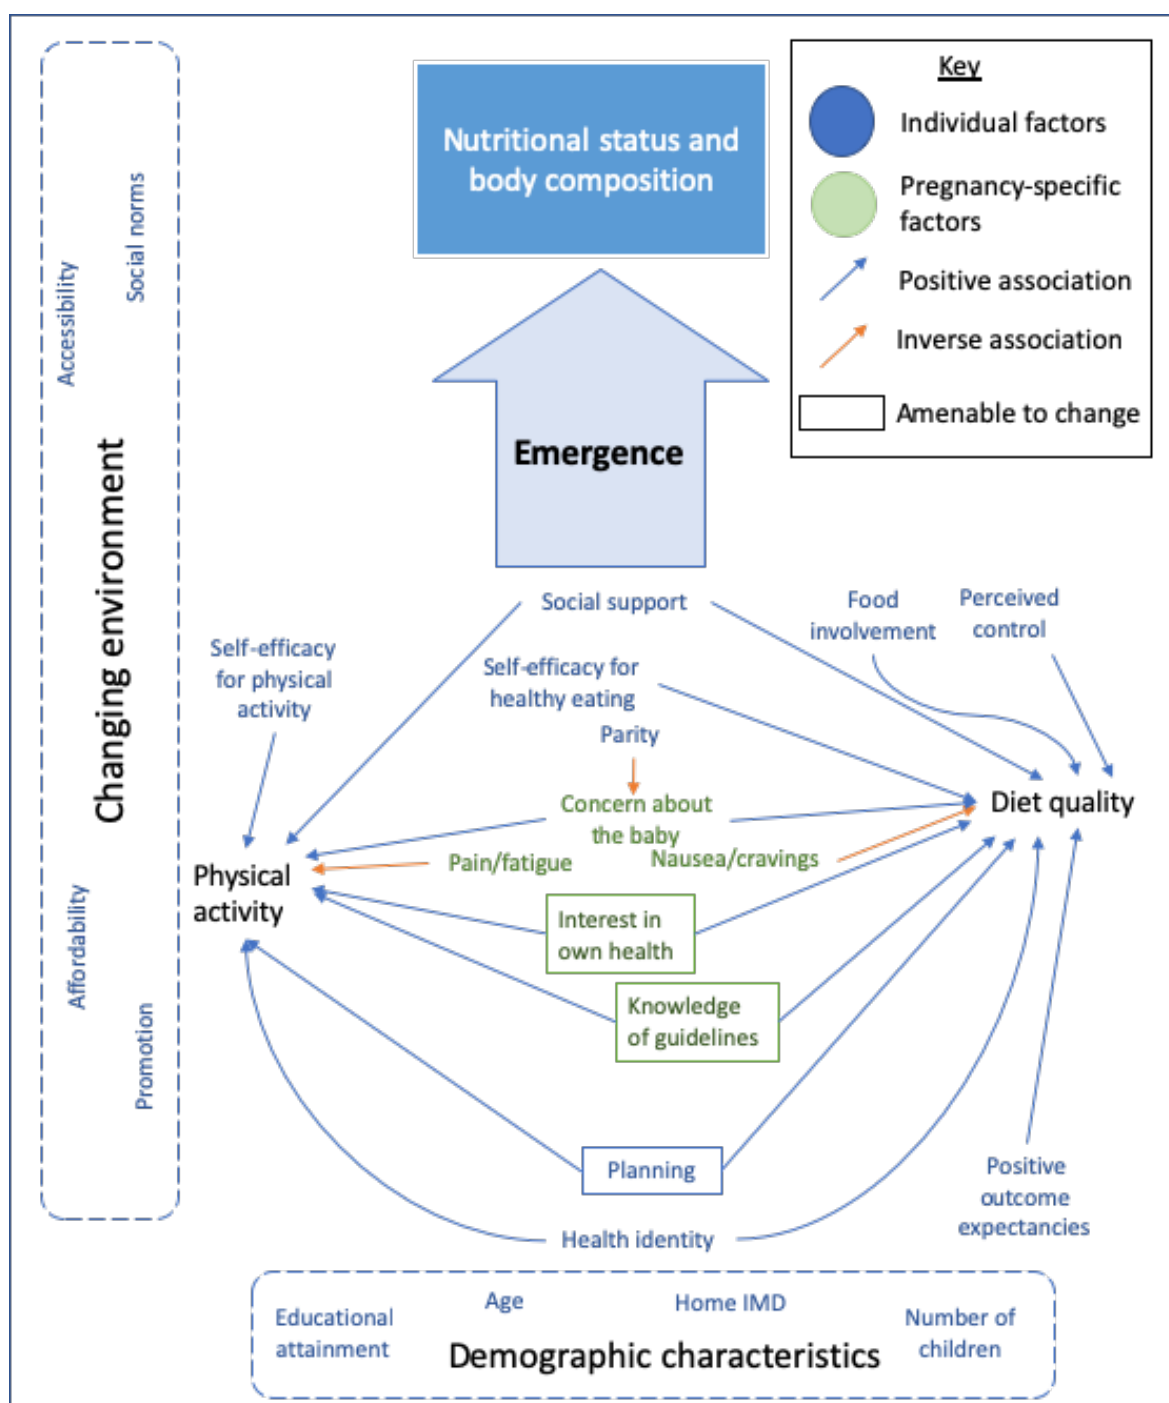 Key
Individual factors
Pregnancy-specific
factors
Positive association
Inverse association
Amenable to change
Nutritional status and
body composition
Emergence
Changing environment
Social norms
Accessibility
Affordability
Promotion
Social support
Food
involvement
Perceived
control
Self-efficacy
for physical
activity
Self-efficacy for
healthy eating
Parity
Concern about
the baby
Diet quality
Pain/fatigue
Nausea/cravings
Physical
activity
Interest in
own health
Knowledge
of guidelines
Planning
Positive
outcome
expectancies
Health identity
Educational
attainment
Age
Home IMD
Number of
children
Demographic characteristics